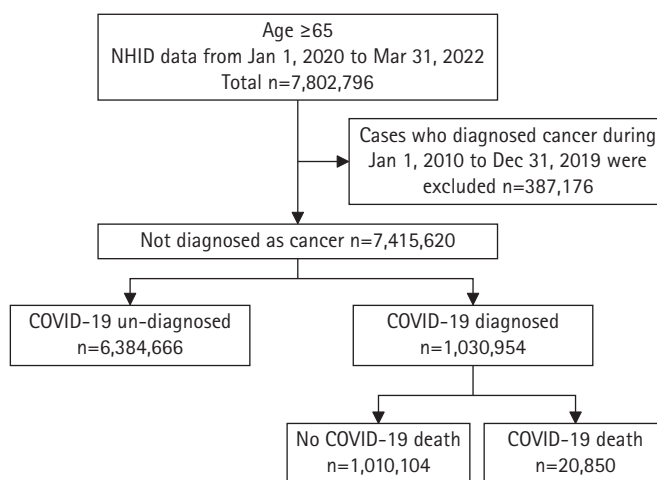 Age ≥65
NHID data from Jan 1, 2020 to Mar 31, 2022
Total n=7,802,796
Cases who diagnosed cancer during
Jan 1, 2010 to Dec 31, 2019 were
excluded n=387,176
Not diagnosed as cancer n=7,415,620
COVID-19 un-diagnosed
n=6,384,666
COVID-19 diagnosed
n=1,030,954
No COVID-19 death
n=1,010,104
COVID-19 death
n=20,850